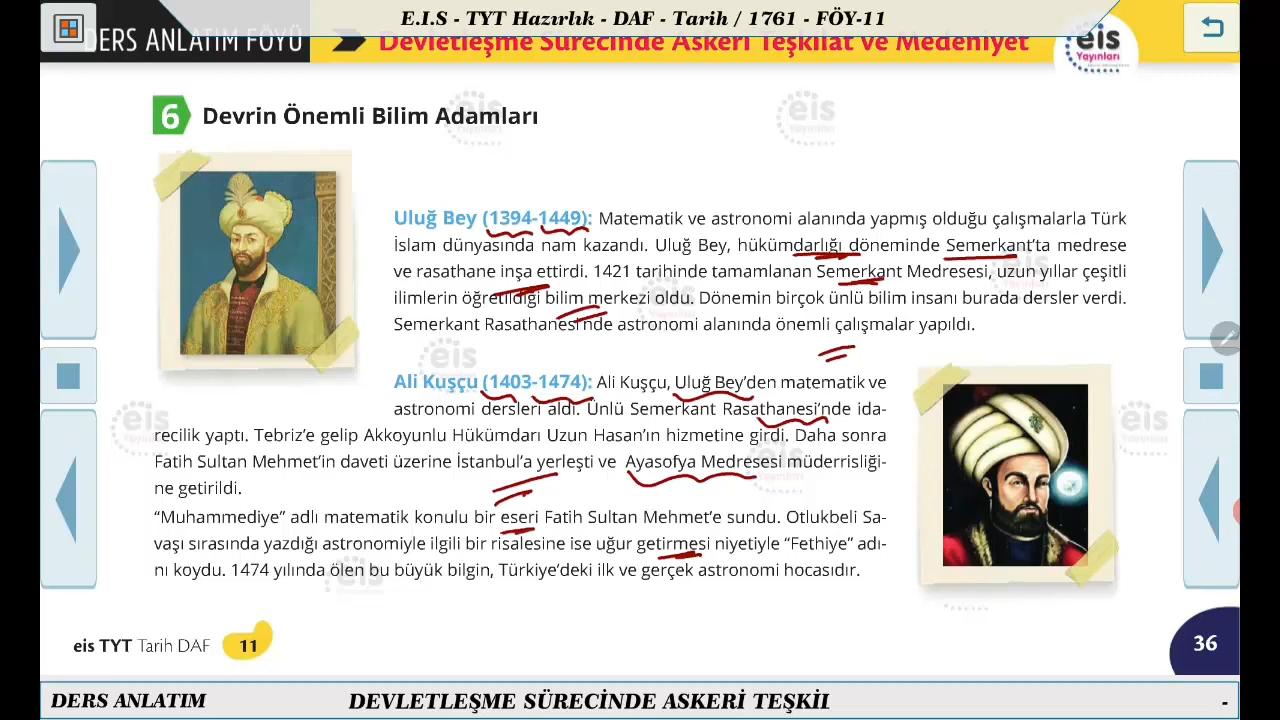 E.I.S - TYT Hazırlık - DAF - Tarih / 1761 - FÖY-11
DERS ANLATIM FÖYÜ
Devletleşme Sürecinde Askeri Teşkilat ve Medeniyet
eis
Yayınları
6 Devrin Önemli Bilim Adamları
Uluğ Bey (1394-1449): Matematik ve astronomi alanında yapmış olduğu çalışmalarla Türk
İslam dünyasında nam kazandı. Uluğ Bey, hükümdarlığı döneminde Semerkant'ta medrese
ve rasathane inşa ettirdi. 1421 tarihinde tamamlanan Semerkant Medresesi, uzun yıllar çeşitli
ilimlerin öğretildiği bilim merkezi oldu. Dönemin birçok ünlü bilim insanı burada dersler verdi.
Semerkant Rasathanesi'nde astronomi alanında önemli çalışmalar yapıldı.
Ali Kuşçu (1403-1474): Ali Kuşçu, Uluğ Bey'den matematik ve
astronomi dersleri aldı. Ünlü Semerkant Rasathanesi'nde ida-
recilik yaptı. Tebriz'e gelip Akkoyunlu Hükümdarı Uzun Hasan'ın hizmetine girdi. Daha sonra
Fatih Sultan Mehmet'in daveti üzerine İstanbul'a yerleşti ve Ayasofya Medresesi müderrisliği-
ne getirildi.
“Muhammediye” adlı matematik konulu bir eseri Fatih Sultan Mehmet'e sundu. Otlukbeli Sa-
vaşı sırasında yazdığı astronomiyle ilgili bir risalesine ise uğur getirmesi niyetiyle “Fethiye” adı-
nı koydu. 1474 yılında ölen bu büyük bilgin, Türkiye'deki ilk ve gerçek astronomi hocasıdır.
eis TYT Tarih DAF 11
36
DERS ANLATIM DEVLETLEŞME SÜRECİNDE ASKERİ TEŞKİL -